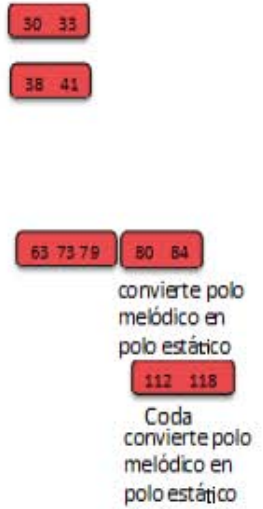 30 33
38 41
63 73 79 80 84
convierte polo
melódico en
polo estático
112 118
Coda
convierte polo
melódico en
polo estático